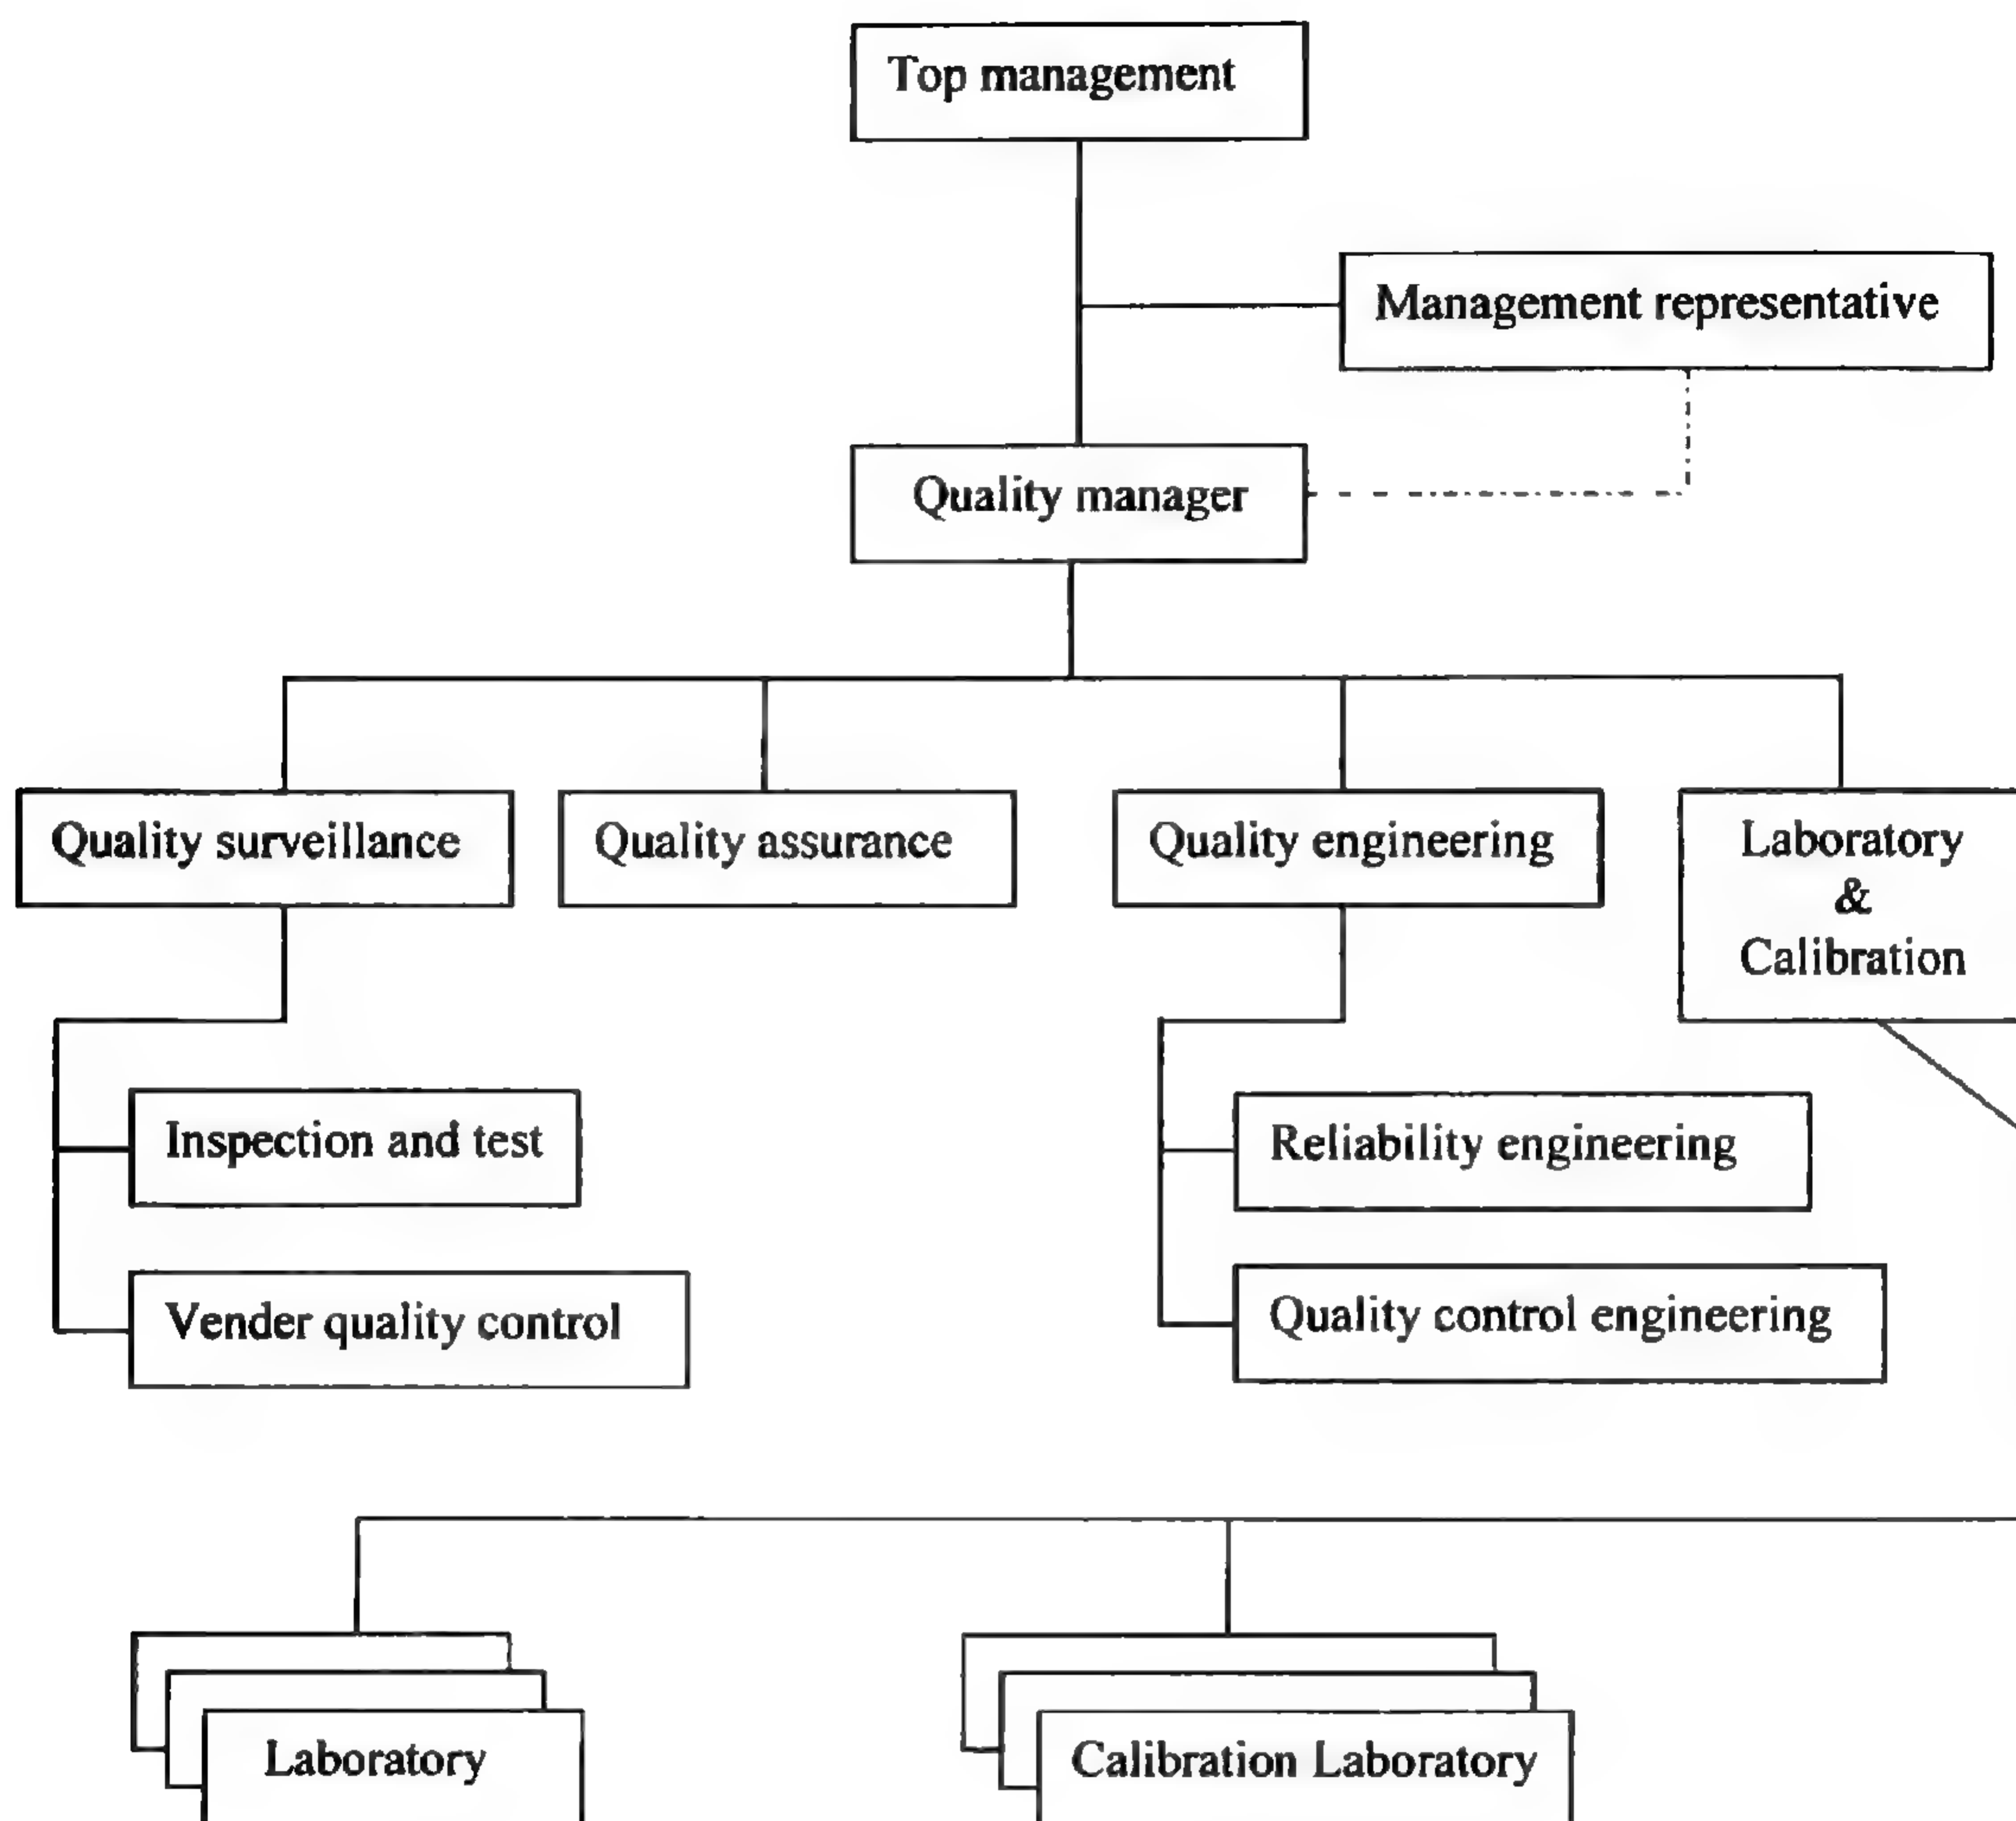 Top management
Management representative
Quality manager
Quality surveillance
Quality assurance
Quality engineering
Laboratory
&
Calibration
Inspection and test
Reliability engineering
Vender quality control
Quality control engineering
Laboratory
Calibration Laboratory